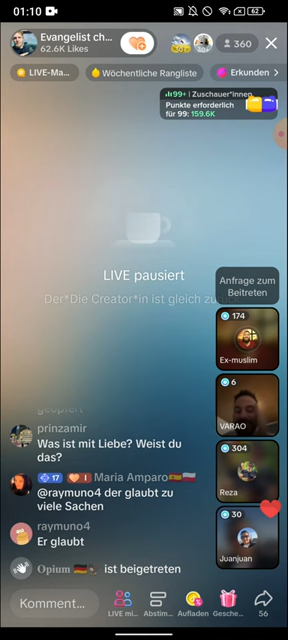 01:10
62
Evangelist ch...
62.6K Likes
30+
360
LIVE-Ma...
Wöchentliche Rangliste
Erkunden
99+ | Zuschauer*innen
Punkte erforderlich
für 99: 159.6K
LIVE pausiert
Der*Die Creator*in ist gleich
Anfrage zum
Beitreten
174
Ex-muslim
6
VARAO
304
Reza
30
Juanjuan
prinzamir
Was ist mit Liebe? Weist du
das?
17 I Maria Amparo
@raymuno4 der glaubt zu
viele Sachen
raymuno4
Er glaubt
Opium ist beigetreten
Komment...
LIVE mi...
Abstim...
Aufladen
Gesche...
56